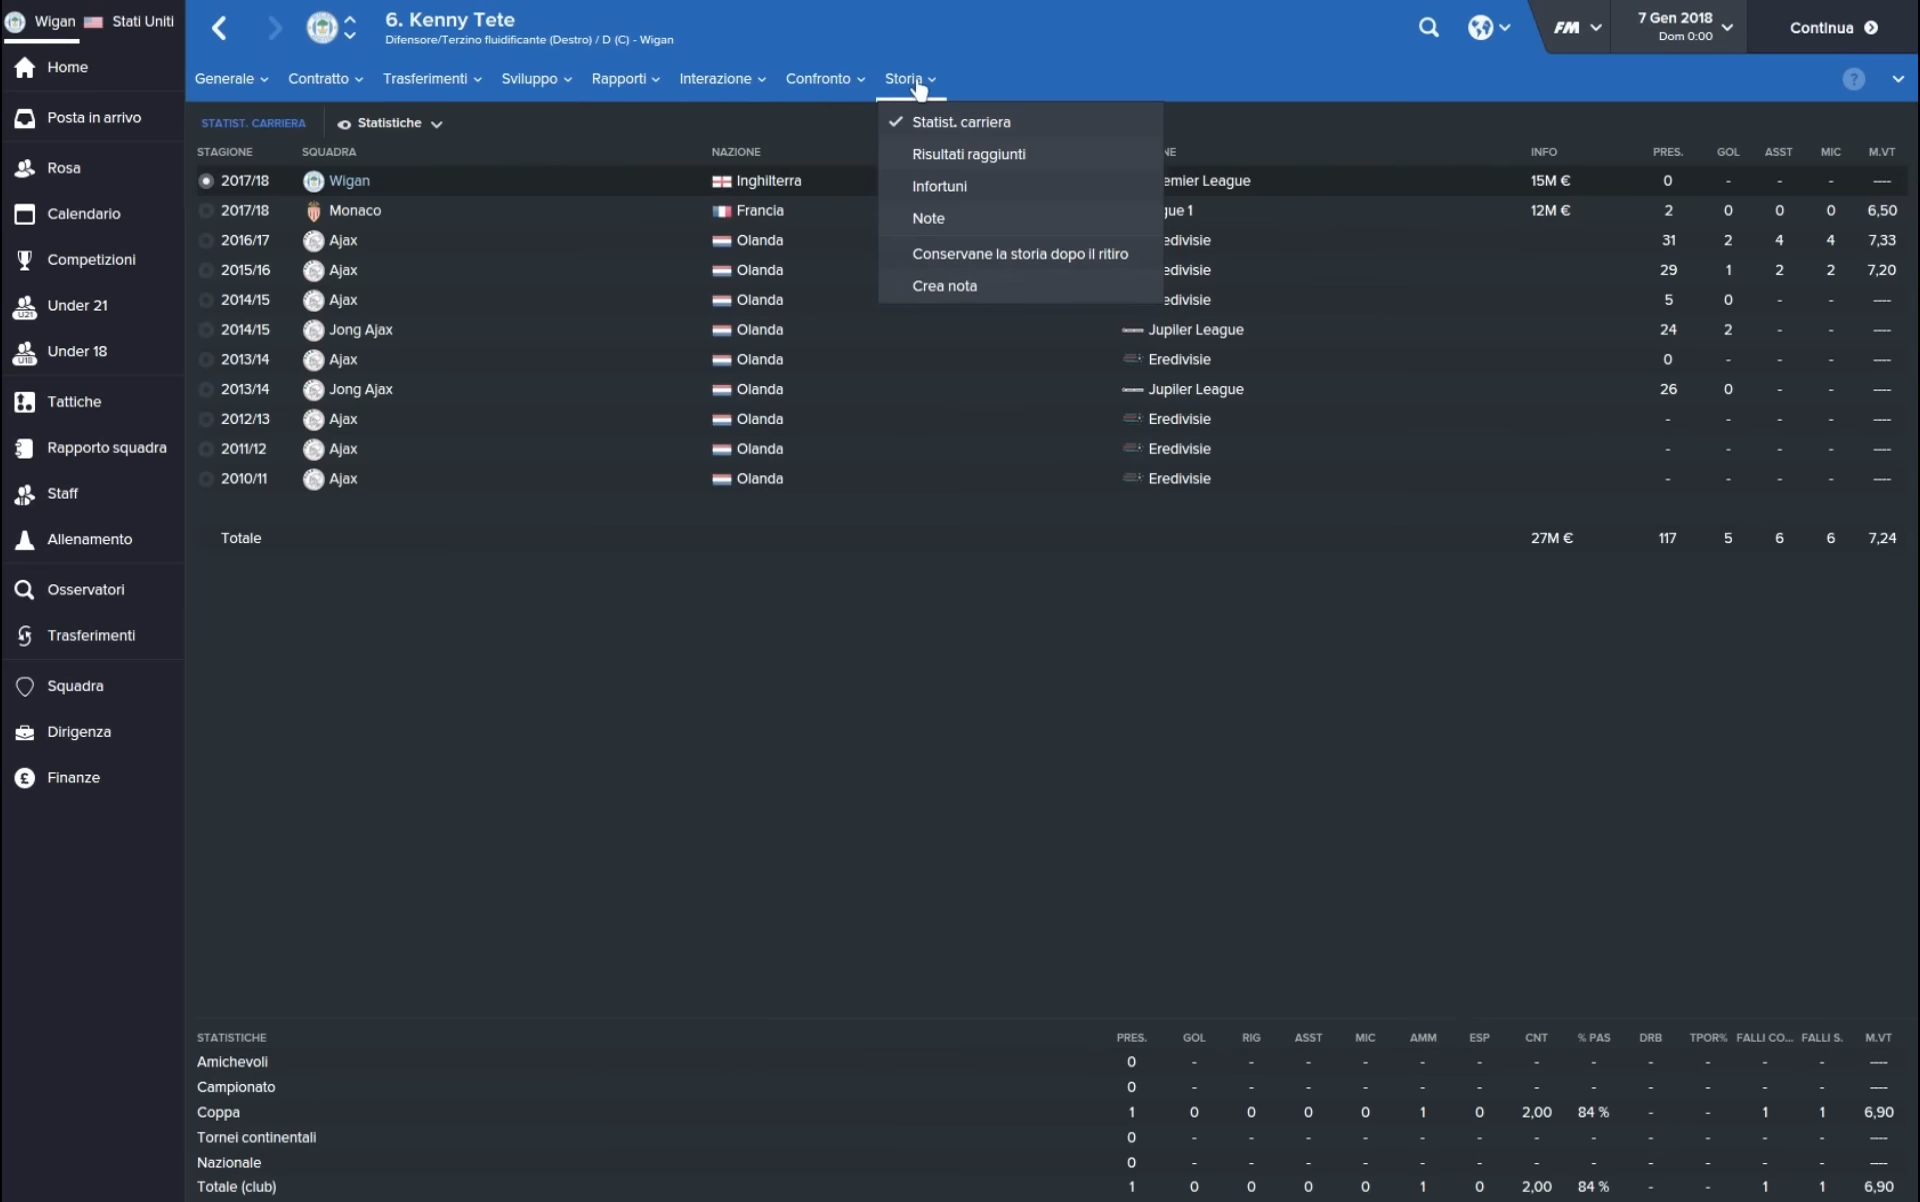 Wigan Stati Uniti
6. Kenny Tete
Difensore/Terzino fluidificante (Destro) / D (C) - Wigan
FM
7 Gen 2018
Dom 0:00
Continua
Home
Posta in arrivo
Rosa
Calendario
Competizioni
Under 21
Under 18
Tattiche
Rapporto squadra
Staff
Allenamento
Osservatori
Trasferimenti
Squadra
Dirigenza
Finanze
Generale Contratto Trasferimenti Sviluppo Rapporti Interazione Confronto Storia ?
STATIST. CARRIERA Statistiche
Statist. carriera
Risultati raggiunti
Infortuni
Note
Conservane la storia dopo il ritiro
Crea nota
STAGIONE SQUADRA NAZIONE NE INFO PRES. GOL ASST MIC M.VT
2017/18 Wigan Inghilterra emier League 15M € 0 - - - ----
2017/18 Monaco Francia gue 1 12M € 2 0 0 0 6,50
2016/17 Ajax Olanda edivisie 31 2 4 4 7,33
2015/16 Ajax Olanda edivisie 29 1 2 2 7,20
2014/15 Ajax Olanda edivisie 5 0 - - ----
2014/15 Jong Ajax Olanda Jupiler League 24 2 - - ----
2013/14 Ajax Olanda Eredivisie 0 - - - ----
2013/14 Jong Ajax Olanda Jupiler League 26 0 - - ----
2012/13 Ajax Olanda Eredivisie - - - - ----
2011/12 Ajax Olanda Eredivisie - - - - ----
2010/11 Ajax Olanda Eredivisie - - - - ----
Totale 27M € 117 5 6 6 7,24
STATISTICHE PRES. GOL RIG ASST MIC AMM ESP CNT % PAS DRB TPOR% FALLI CO... FALLI S. M.VT
Amichevoli 0 - - - - - - - - - - - - ----
Campionato 0 - - - - - - - - - - - - ----
Coppa 1 0 0 0 0 1 0 2,00 84 % - - 1 1 6,90
Tornei continentali 0 - - - - - - - - - - - - ----
Nazionale 0 - - - - - - - - - - - - ----
Totale (club) 1 0 0 0 0 1 0 2,00 84 % - - 1 1 6,90